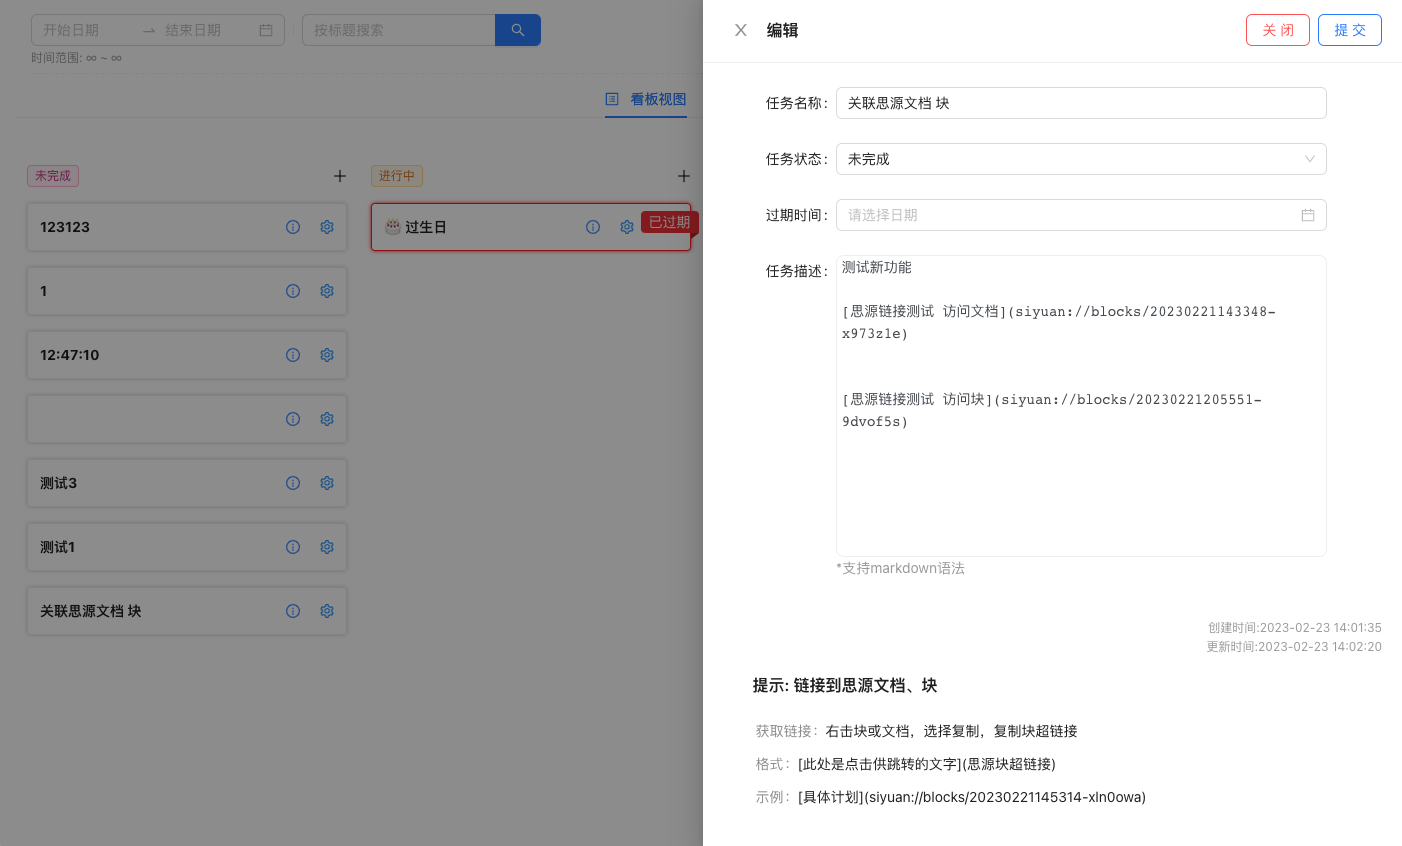 开始日期 → 结束日期
按标题搜索
时间范围: ∞ ~ ∞
看板视图
未完成
123123
1
12:47:10
测试3
测试1
关联思源文档 块
进行中
过生日
已过期
编辑
关 闭
提 交
任务名称:
关联思源文档 块
任务状态:
未完成
过期时间:
请选择日期
任务描述:
测试新功能
[思源链接测试 访问文档](siyuan://blocks/20230221143348-
x973z1e)
[思源链接测试 访问块](siyuan://blocks/20230221205551-
9dvof5s)
*支持markdown语法
创建时间:2023-02-23 14:01:35
更新时间:2023-02-23 14:02:20
提示: 链接到思源文档、块
获取链接: 右击块或文档，选择复制，复制块超链接
格式: [此处是点击供跳转的文字](思源块超链接)
示例: [具体计划](siyuan://blocks/20230221145314-xln0owa)